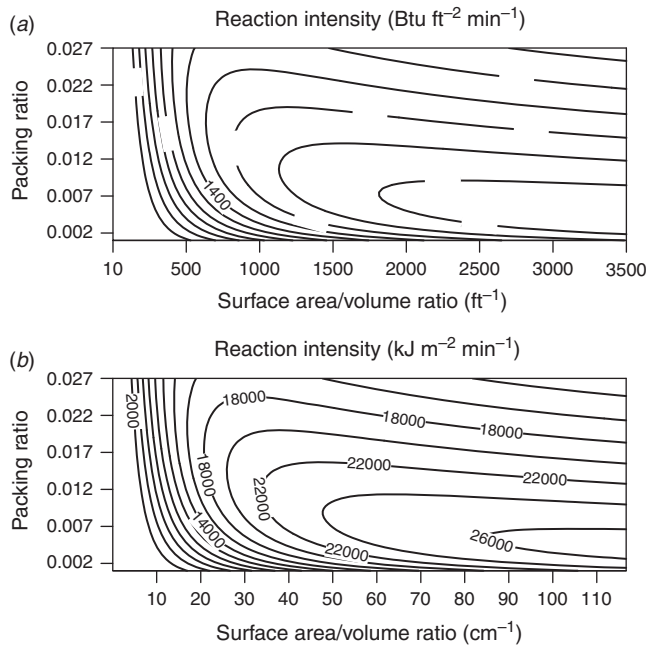 (a)
Reaction intensity (Btu ft−2 min−1)
Packing ratio
0.027
0.022
0.017
0.012
0.007
0.002
1400
10 500 1000 1500 2000 2500 3000 3500
Surface area/volume ratio (ft−1)
(b)
Reaction intensity (kJ m−2 min−1)
Packing ratio
0.027
0.022
0.017
0.012
0.007
0.002
2000
18000
18000
18000
18000
22000
22000
22000
14000
22000
26000
10 20 30 40 50 60 70 80 90 100 110
Surface area/volume ratio (cm−1)